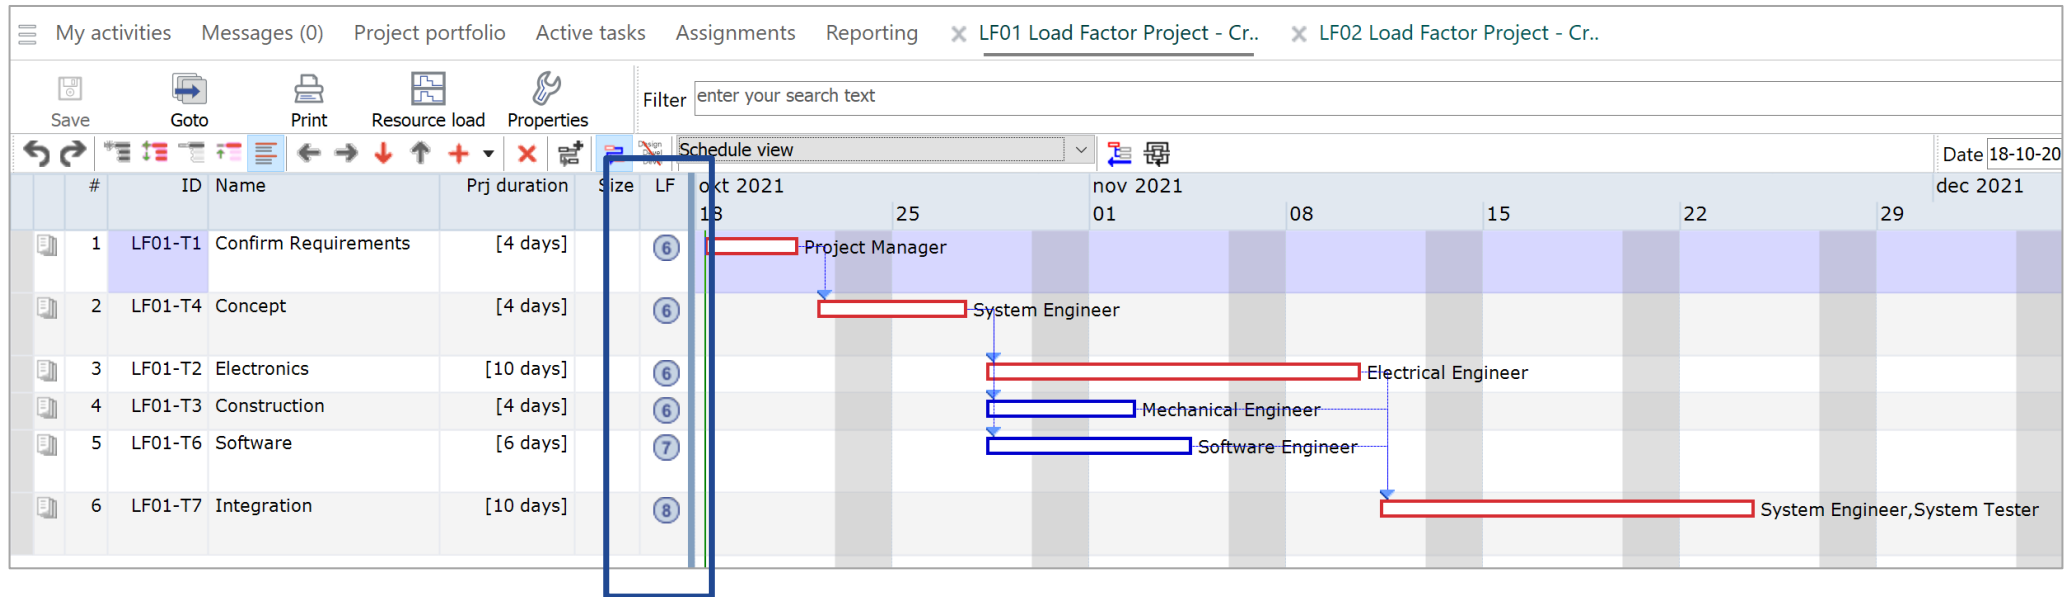 My activities Messages (0) Project portfolio Active tasks Assignments Reporting LF01 Load Factor Project - Cr.. LF02 Load Factor Project - Cr..
Save Goto Print Resource load Properties Filter enter your search text
Schedule view Date 18-10-20
# ID Name Prj duration Size LF okt 2021 nov 2021 dec 2021
18 25 01 08 15 22 29
1 LF01-T1 Confirm Requirements [4 days] 6 Project Manager
2 LF01-T4 Concept [4 days] 6 System Engineer
3 LF01-T2 Electronics [10 days] 6 Electrical Engineer
4 LF01-T3 Construction [4 days] 6 Mechanical Engineer
5 LF01-T6 Software [6 days] 7 Software Engineer
6 LF01-T7 Integration [10 days] 8 System Engineer,System Tester